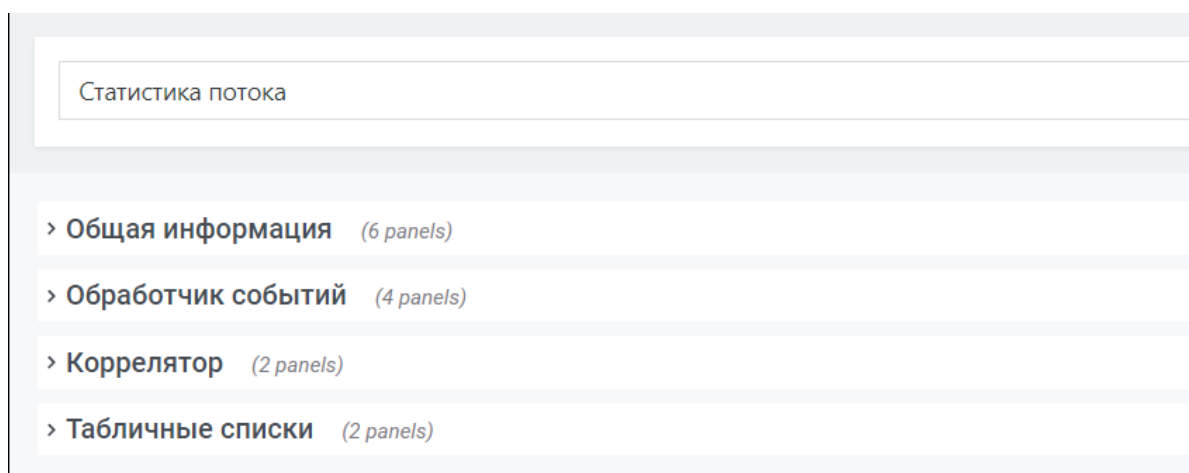 Статистика потока
Общая информация (6 panels)
Обработчик событий (4 panels)
Коррелятор (2 panels)
Табличные списки (2 panels)